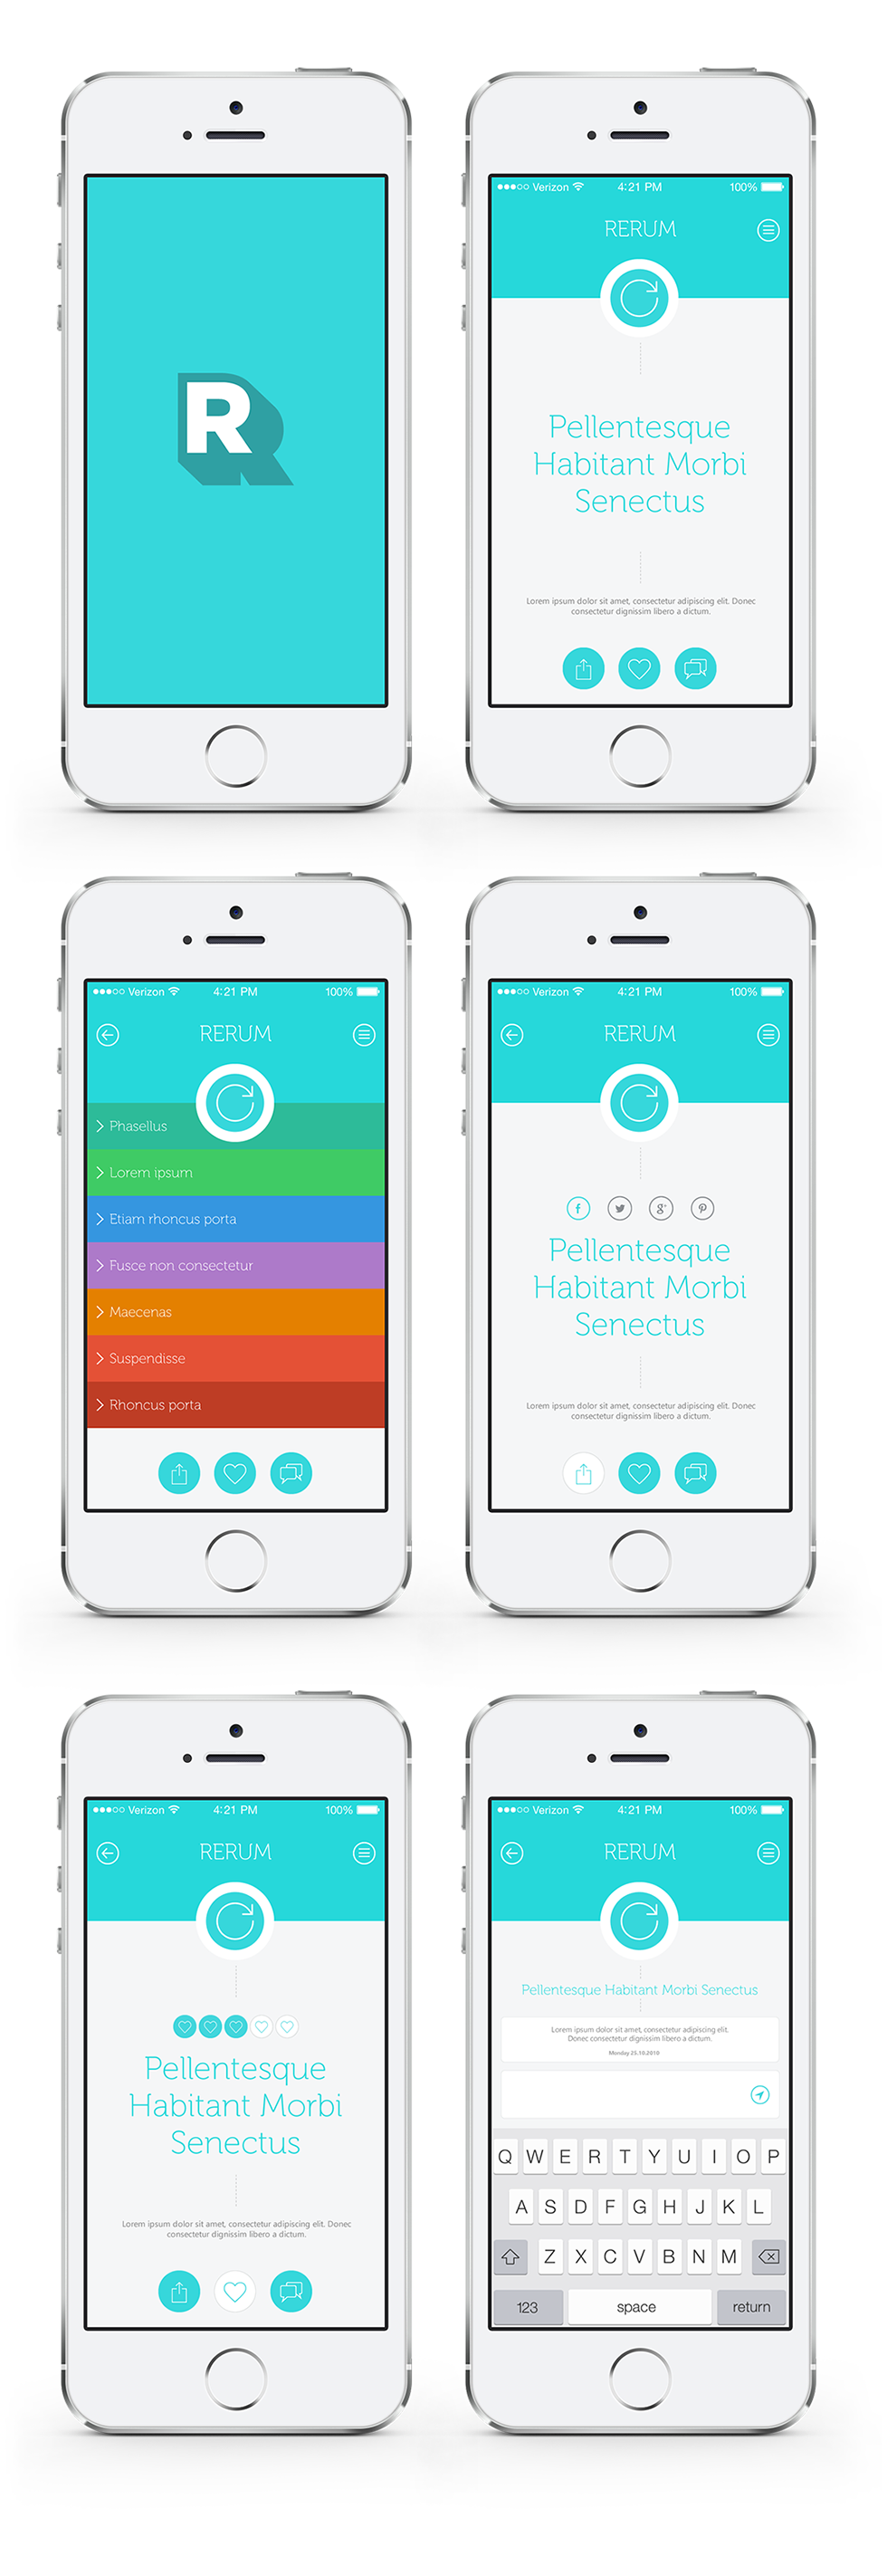 R
Verizon 4:21 PM 100%
RERUM
Pellentesque
Habitant Morbi
Senectus
Lorem ipsum dolor sit amet, consectetur adipiscing elit. Donec
consectetur dignissim libero a dictum.
Verizon 4:21 PM 100%
RERUM
Phasellus
Lorem ipsum
Etiam rhoncus porta
Fusce non consectetur
Maecenas
Suspendisse
Rhoncus porta
Verizon 4:21 PM 100%
RERUM
f g+ p
Pellentesque
Habitant Morbi
Senectus
Lorem ipsum dolor sit amet, consectetur adipiscing elit. Donec
consectetur dignissim libero a dictum.
Verizon 4:21 PM 100%
RERUM
Pellentesque
Habitant Morbi
Senectus
Lorem ipsum dolor sit amet, consectetur adipiscing elit. Donec
consectetur dignissim libero a dictum.
Verizon 4:21 PM 100%
RERUM
Pellentesque Habitant Morbi Senectus
Lorem ipsum dolor sit amet, consectetur adipiscing elit.
Donec consectetur dignissim libero a dictum.
Monday 25.10.2010
Q W E R T Y U I O P
A S D F G H J K L
Z X C V B N M
123 space return